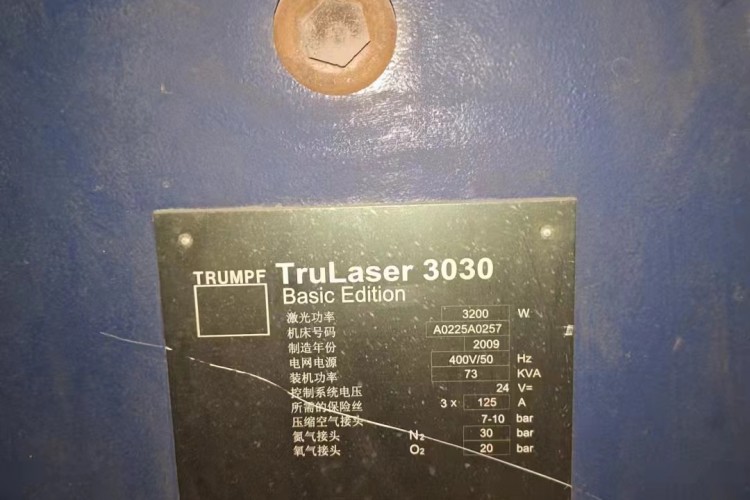 TRUMPF TruLaser 3030
Basic Edition
激光功率 3200 W
机床号码 A0225A0257
制造年份 2009
电网电源 400V/50 Hz
装机功率 73 KVA
控制系统电压 24 V=
所需的保险丝 3 x 125 A
压缩空气接头 7-10 bar
氮气接头 N₂ 30 bar
氧气接头 O₂ 20 bar